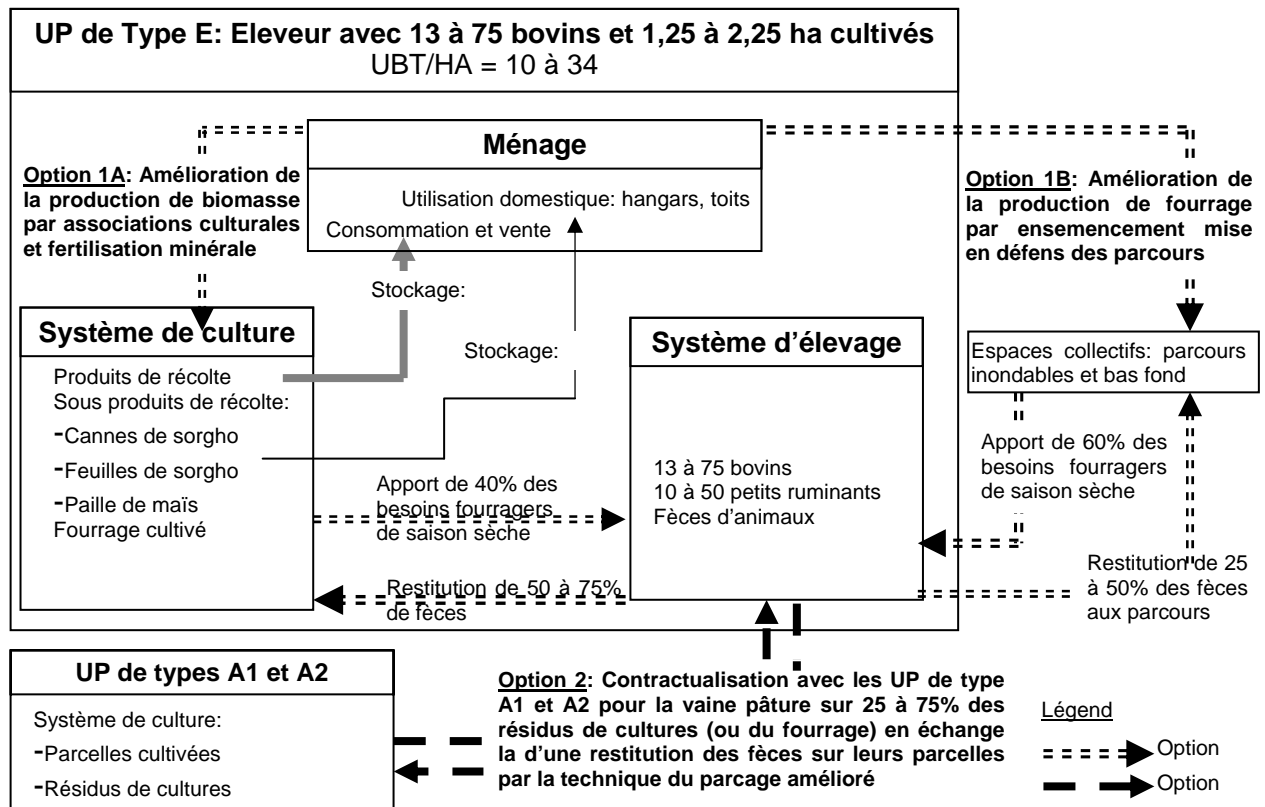 UP de Type E: Eleveur avec 13 à 75 bovins et 1,25 à 2,25 ha cultivés
UBT/HA = 10 à 34
Ménage
Utilisation domestique: hangars, toits
Consommation et vente
Option 1A: Amélioration de
la production de biomasse
par associations culturales
et fertilisation minérale
Option 1B: Amélioration de
la production de fourrage
par ensemencement mise
en défens des parcours
Stockage:
Stockage:
Système de culture
Produits de récolte
Sous produits de récolte:
-Cannes de sorgho
-Feuilles de sorgho
-Paille de maïs
Fourrage cultivé
Système d'élevage
13 à 75 bovins
10 à 50 petits ruminants
Fèces d'animaux
Espaces collectifs: parcours
inondables et bas fond
Apport de 40% des
besoins fourragers
de saison sèche
Apport de 60% des
besoins fourragers
de saison sèche
Restitution de 50 à 75%
de fèces
Restitution de 25
à 50% des fèces
aux parcours
UP de types A1 et A2
Système de culture:
-Parcelles cultivées
-Résidus de cultures
Option 2: Contractualisation avec les UP de type
A1 et A2 pour la vaine pâture sur 25 à 75% des
résidus de cultures (ou du fourrage) en échange
la d'une restitution des fèces sur leurs parcelles
par la technique du parcage amélioré
Légend
Option
Option